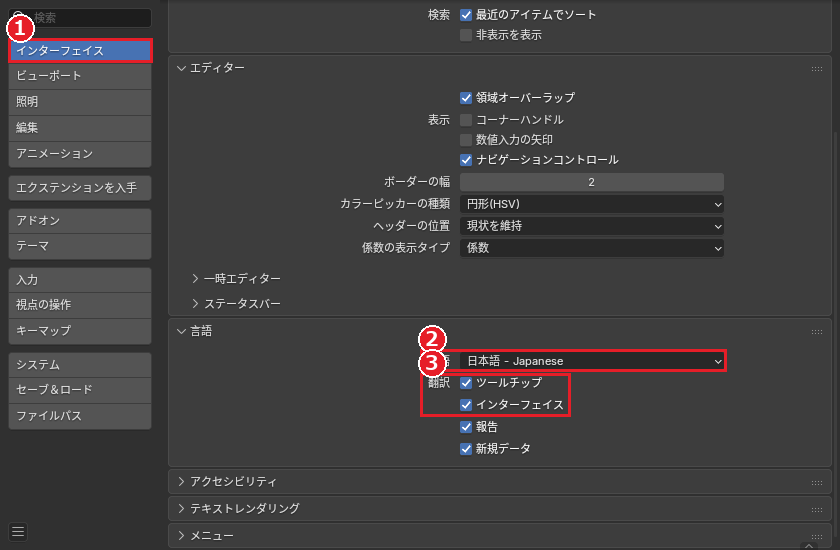 検索
1
インターフェイス
ビューポート
照明
編集
アニメーション
エクステンションを入手
アドオン
テーマ
入力
視点の操作
キーマップ
システム
セーブ＆ロード
ファイルパス
検索 最近のアイテムでソート
非表示を表示
エディター
領域オーバーラップ
表示 コーナーハンドル
数値入力の矢印
ナビゲーションコントロール
ボーダーの幅 2
カラーピッカーの種類 円形(HSV)
ヘッダーの位置 現状を維持
係数の表示タイプ 係数
一時エディター
ステータスバー
言語
2
日本語 - Japanese
3
翻訳 ツールチップ
インターフェイス
報告
新規データ
アクセシビリティ
テキストレンダリング
メニュー